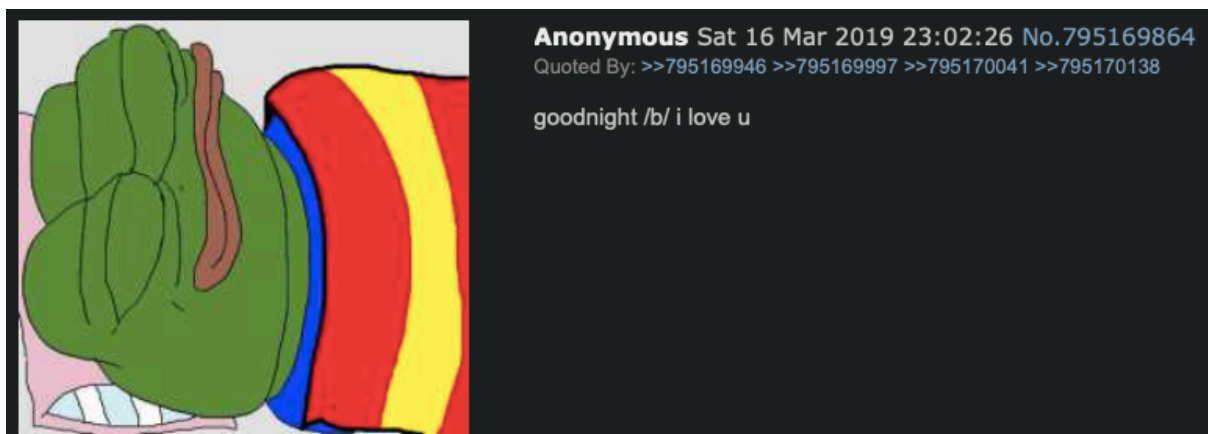 Anonymous Sat 16 Mar 2019 23:02:26 No.795169864
Quoted By: >>795169946 >>795169997 >>795170041 >>795170138
goodnight /b/ i love u